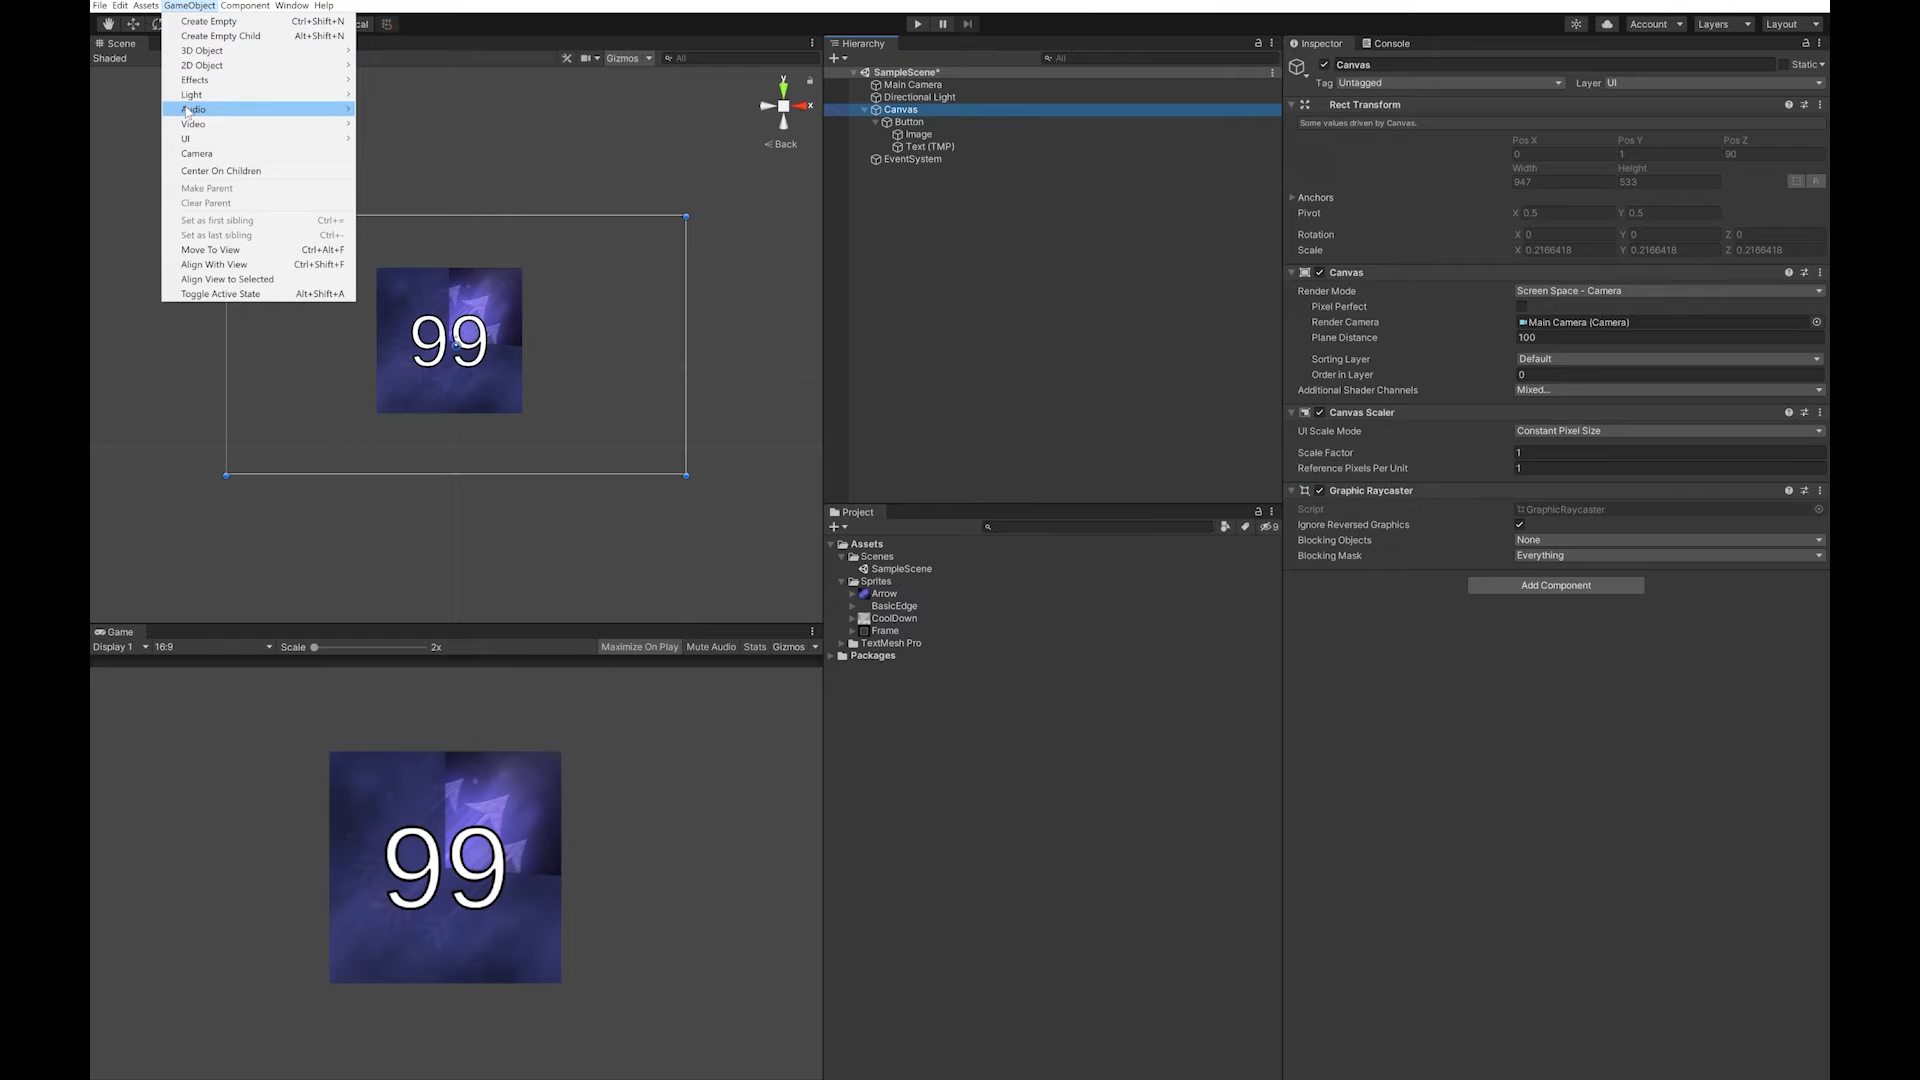 File Edit Assets GameObject Component Window Help
Create Empty Ctrl+Shift+N
Create Empty Child Alt+Shift+N
3D Object
2D Object
Effects
Light
Audio
Video
UI
Camera
Center On Children
Make Parent
Clear Parent
Set as first sibling Ctrl+=
Set as last sibling Ctrl+-
Move To View Ctrl+Alt+F
Align With View Ctrl+Shift+F
Align View to Selected
Toggle Active State Alt+Shift+A
Account Layers Layout
Scene
Shaded Gizmos All
y
x
Back
99
Game
Display 1 16:9 Scale 2x Maximize On Play Mute Audio Stats Gizmos
99
Hierarchy
All
SampleScene*
Main Camera
Directional Light
Canvas
Button
Image
Text (TMP)
EventSystem
Project
9
Assets
Scenes
SampleScene
Sprites
Arrow
BasicEdge
CoolDown
Frame
TextMesh Pro
Packages
Inspector Console
Canvas Static
Tag Untagged Layer UI
Rect Transform
Some values driven by Canvas.
Pos X Pos Y Pos Z
0 1 90
Width Height
947 533 R
Anchors
Pivot X 0.5 Y 0.5
Rotation X 0 Y 0 Z 0
Scale X 0.2166418 Y 0.2166418 Z 0.2166418
Canvas
Render Mode Screen Space - Camera
Pixel Perfect
Render Camera Main Camera (Camera)
Plane Distance 100
Sorting Layer Default
Order in Layer 0
Additional Shader Channels Mixed...
Canvas Scaler
UI Scale Mode Constant Pixel Size
Scale Factor 1
Reference Pixels Per Unit 1
Graphic Raycaster
Script GraphicRaycaster
Ignore Reversed Graphics
Blocking Objects None
Blocking Mask Everything
Add Component